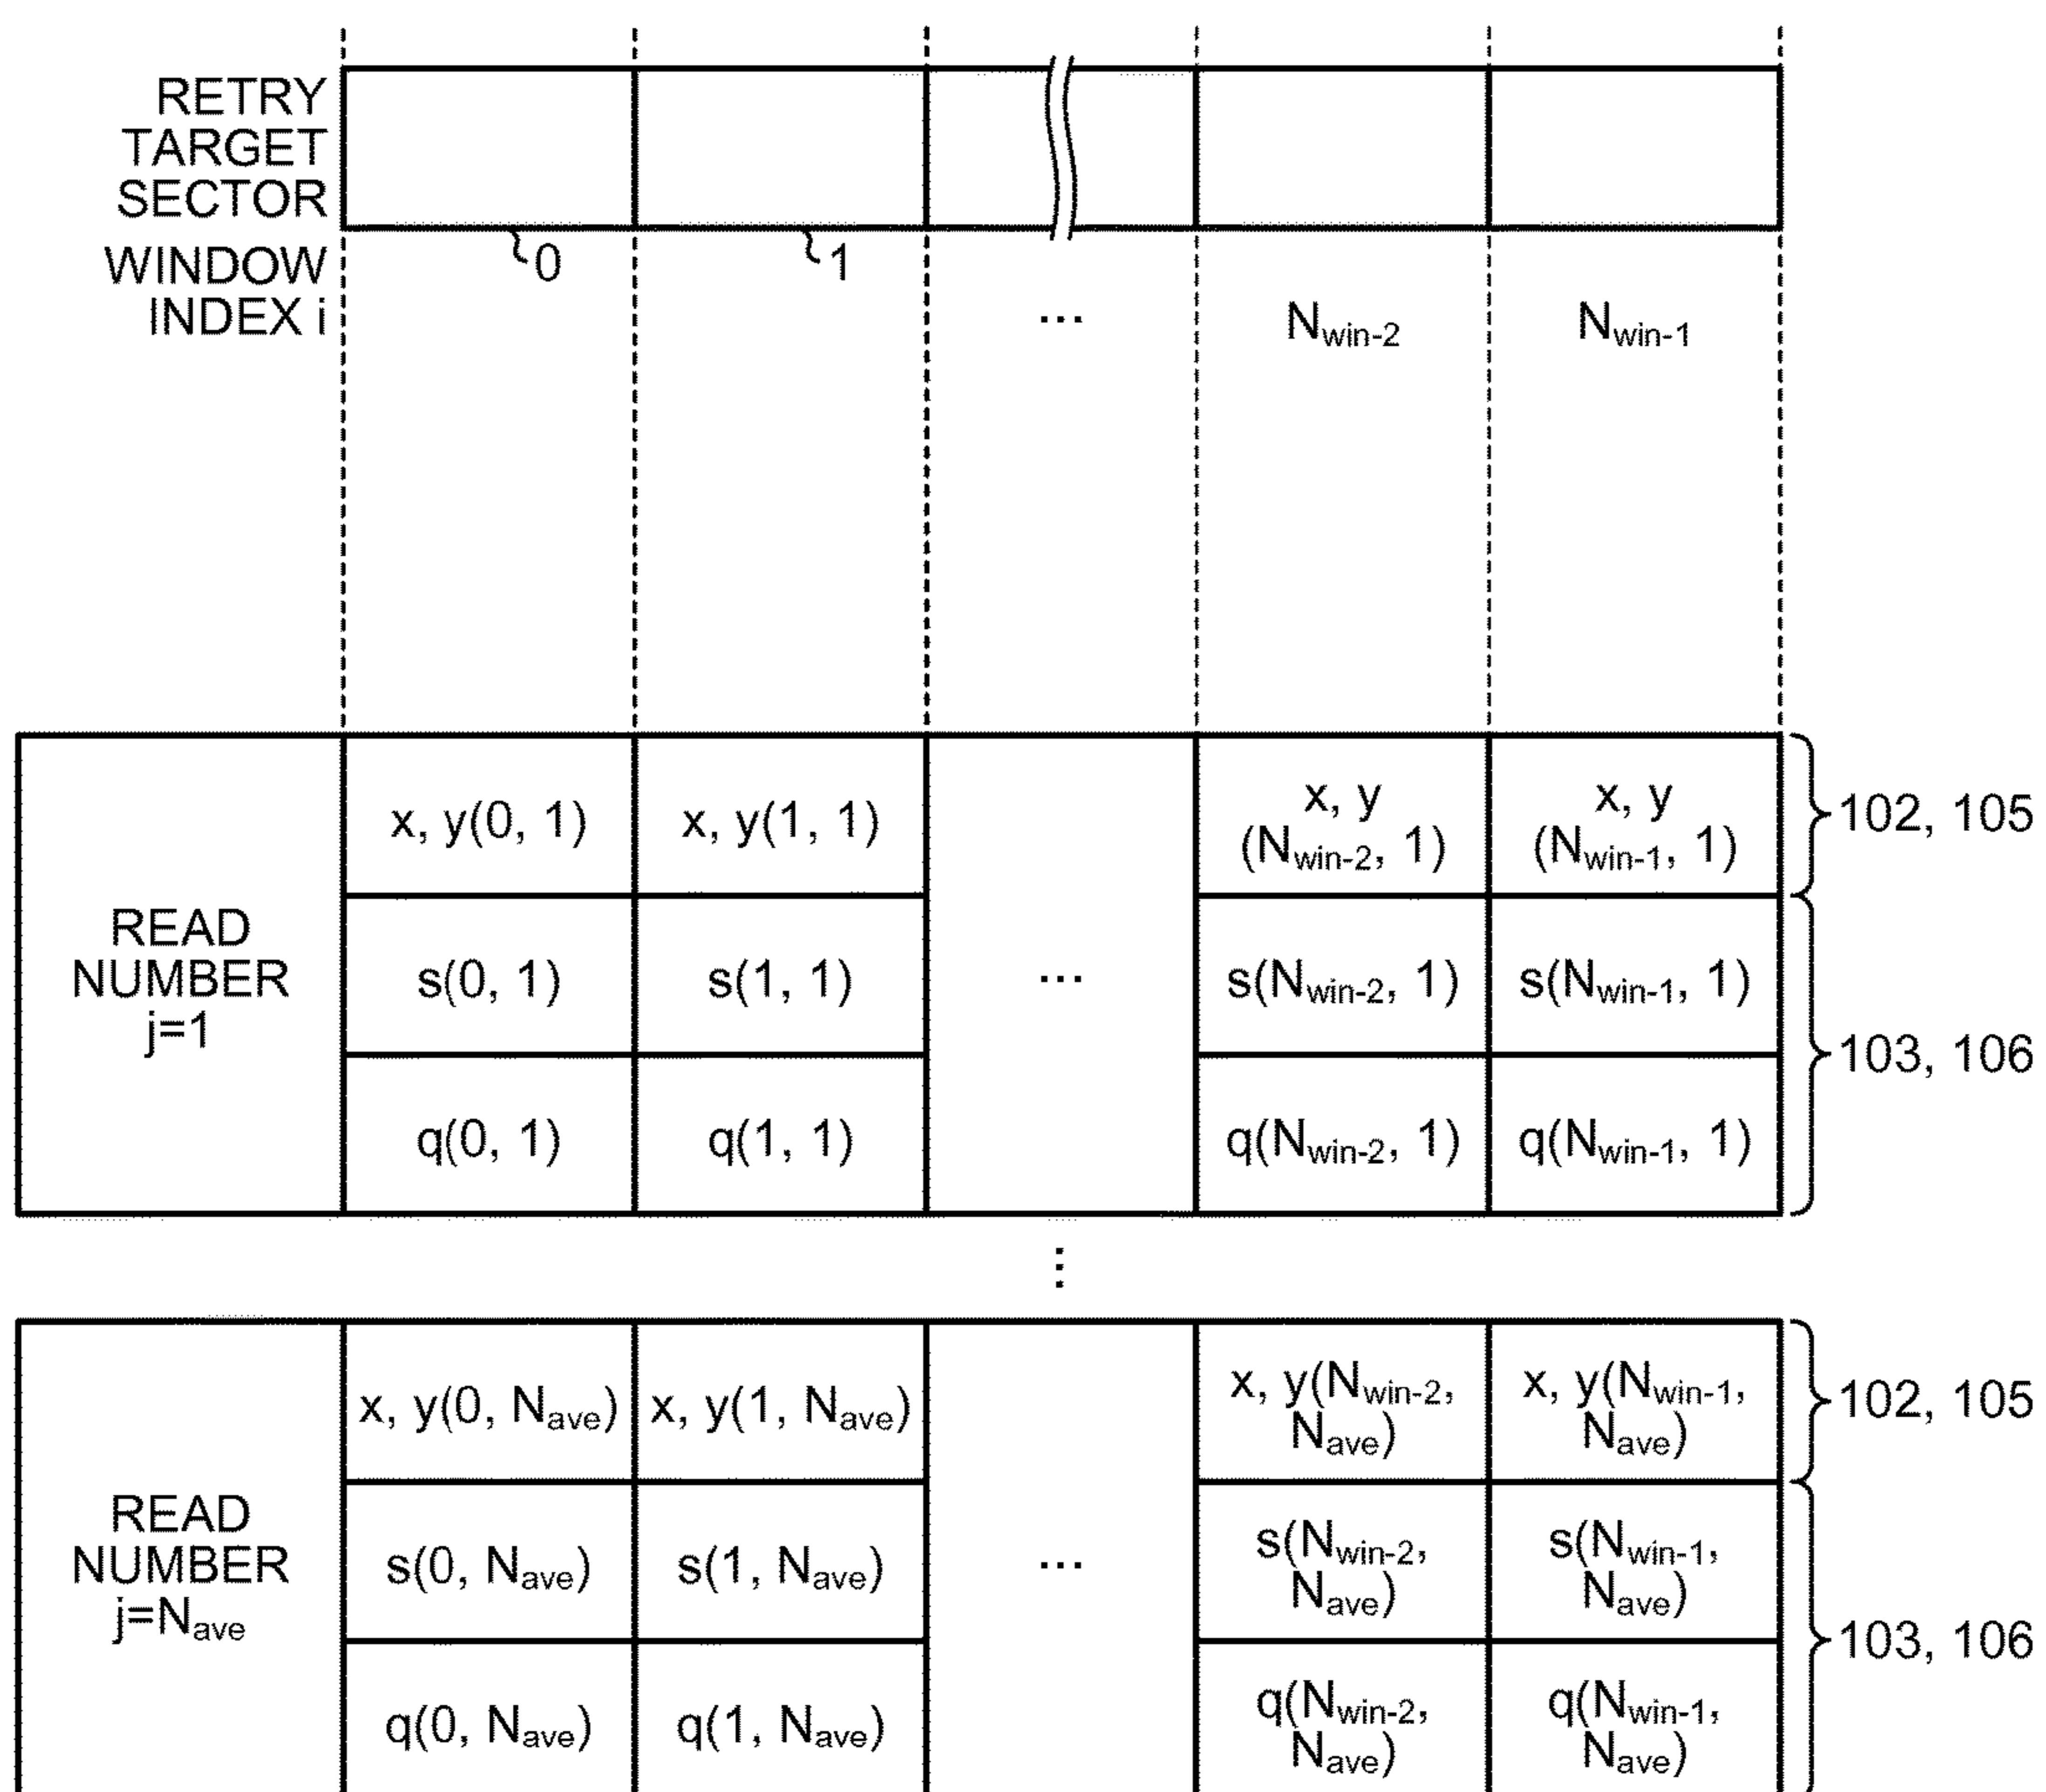 RETRY
TARGET
SECTOR
WINDOW
INDEX i
0
1
...
Nwin-2
Nwin-1
READ
NUMBER
j=1
x, y(0, 1)
x, y(1, 1)
x, y
(Nwin-2, 1)
x, y
(Nwin-1, 1)
102, 105
s(0, 1)
s(1, 1)
...
s(Nwin-2, 1)
s(Nwin-1, 1)
q(0, 1)
q(1, 1)
q(Nwin-2, 1)
q(Nwin-1, 1)
103, 106
⋮
READ
NUMBER
j=Nave
x, y(0, Nave)
x, y(1, Nave)
x, y(Nwin-2,
Nave)
x, y(Nwin-1,
Nave)
102, 105
s(0, Nave)
s(1, Nave)
...
s(Nwin-2,
Nave)
s(Nwin-1,
Nave)
q(0, Nave)
q(1, Nave)
q(Nwin-2,
Nave)
q(Nwin-1,
Nave)
103, 106